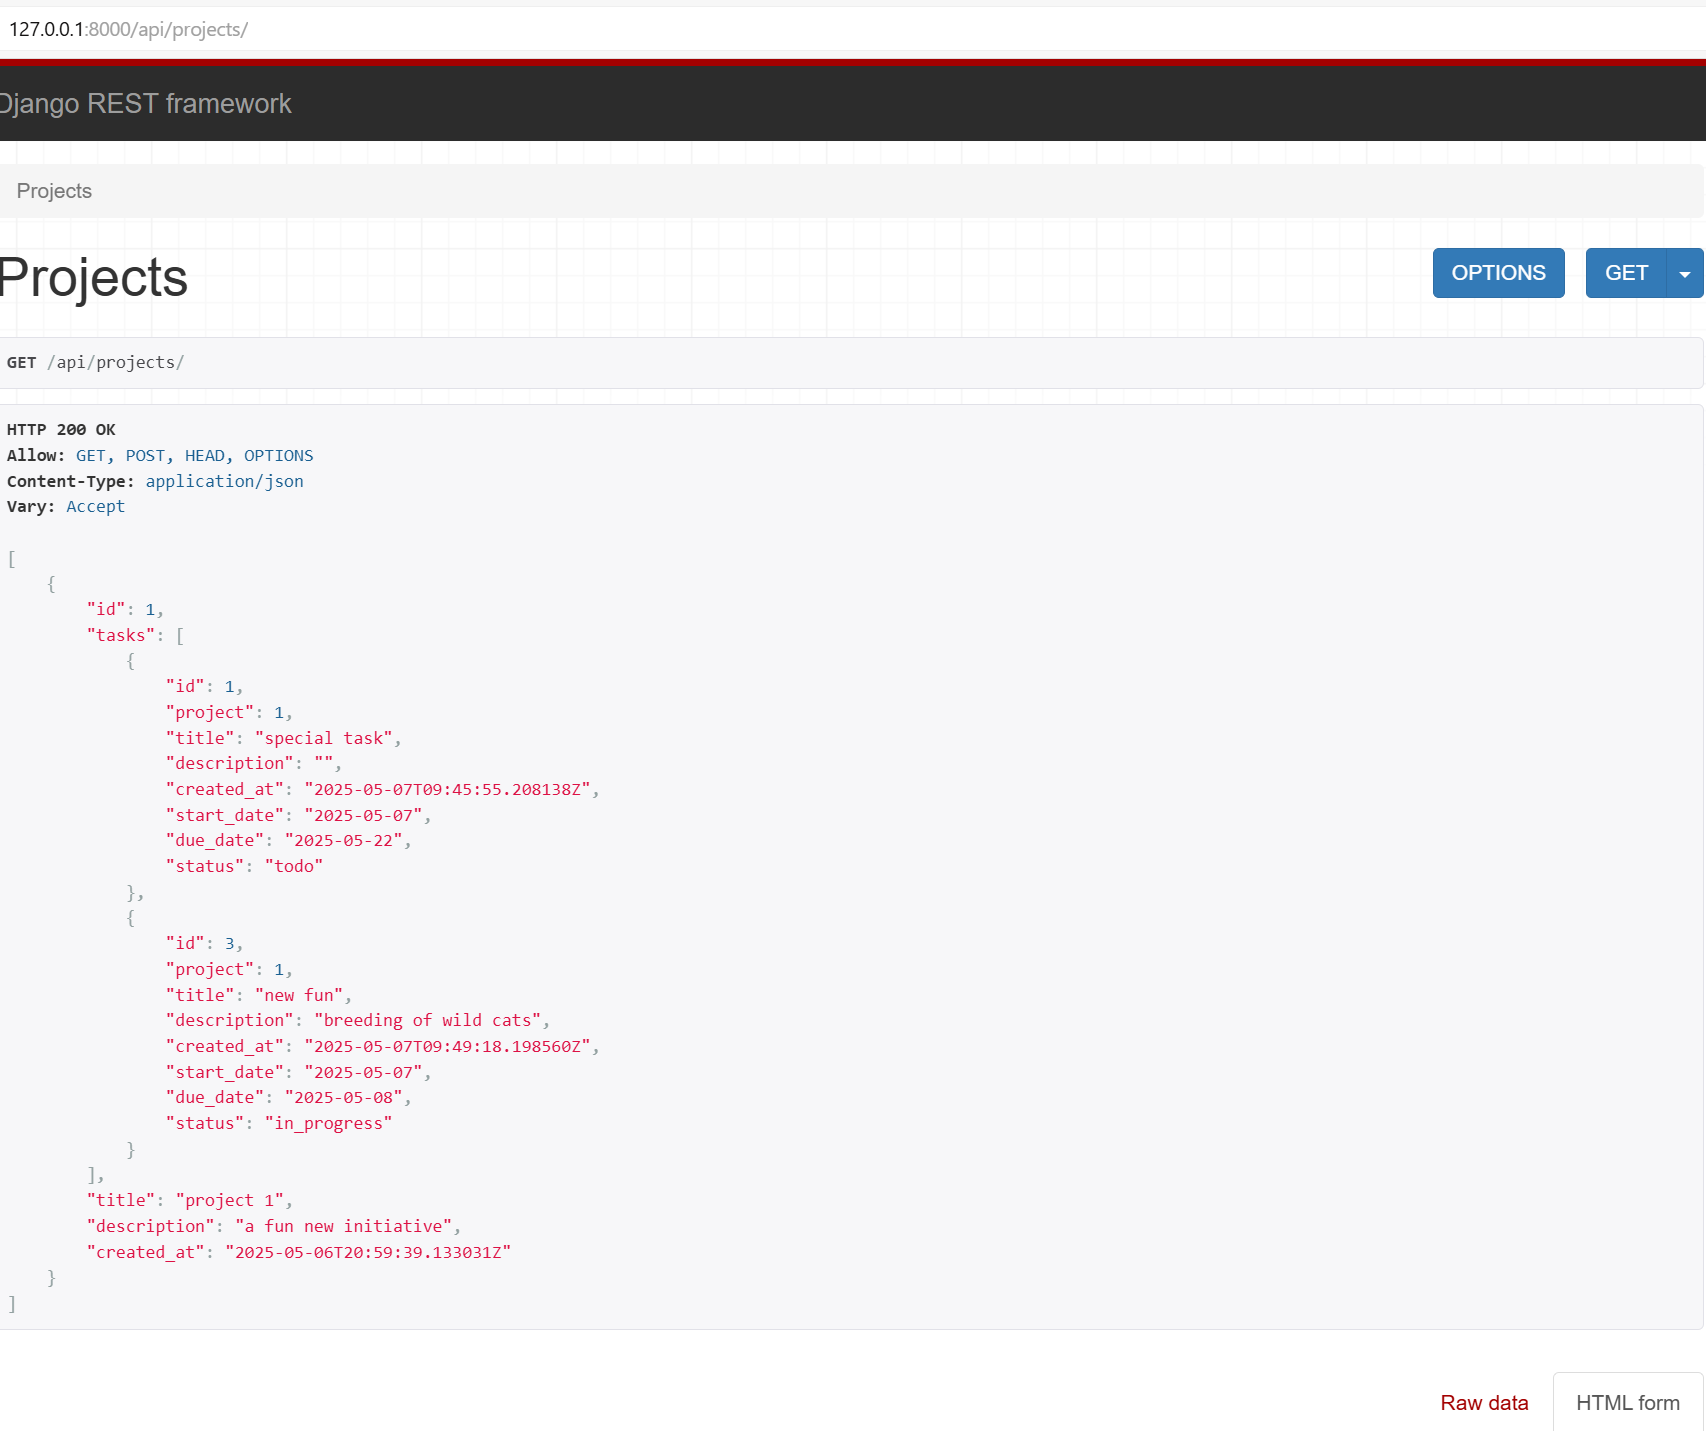 127.0.0.1:8000/api/projects/
Django REST framework
Projects
Projects
OPTIONS
GET
GET /api/projects/
HTTP 200 OK
Allow: GET, POST, HEAD, OPTIONS
Content-Type: application/json
Vary: Accept
[
    {
        "id": 1,
        "tasks": [
            {
                "id": 1,
                "project": 1,
                "title": "special task",
                "description": "",
                "created_at": "2025-05-07T09:45:55.208138Z",
                "start_date": "2025-05-07",
                "due_date": "2025-05-22",
                "status": "todo"
            },
            {
                "id": 3,
                "project": 1,
                "title": "new fun",
                "description": "breeding of wild cats",
                "created_at": "2025-05-07T09:49:18.198560Z",
                "start_date": "2025-05-07",
                "due_date": "2025-05-08",
                "status": "in_progress"
            }
        ],
        "title": "project 1",
        "description": "a fun new initiative",
        "created_at": "2025-05-06T20:59:39.133031Z"
    }
]
Raw data
HTML form